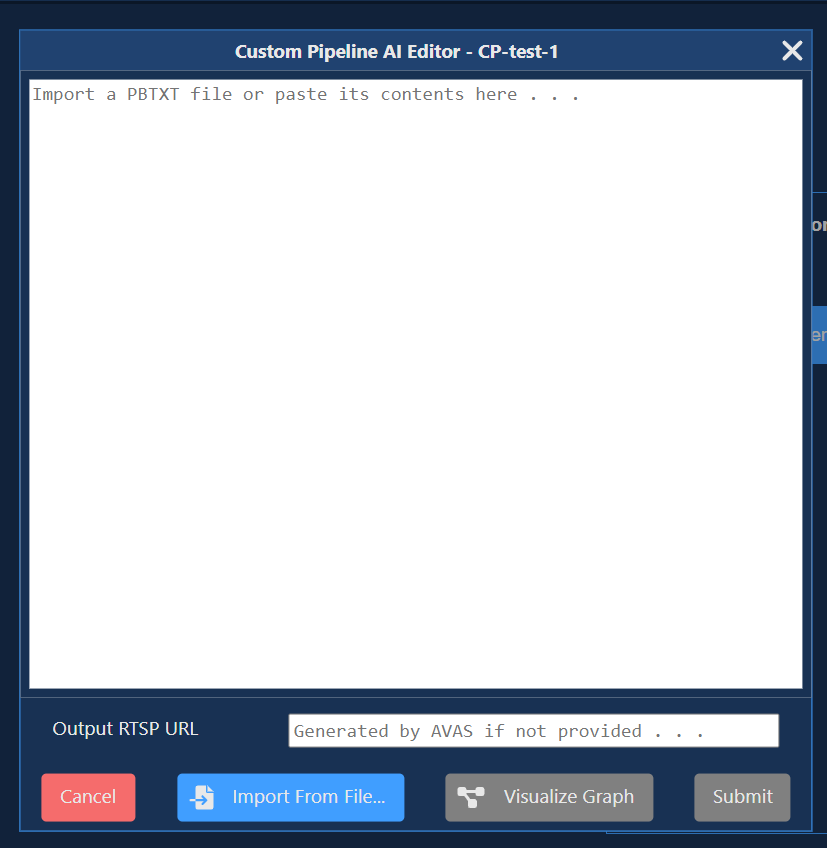 Custom Pipeline AI Editor - CP-test-1
Import a PBTXT file or paste its contents here . . .
Output RTSP URL
Generated by AVAS if not provided . . .
Cancel
Import From File...
Visualize Graph
Submit